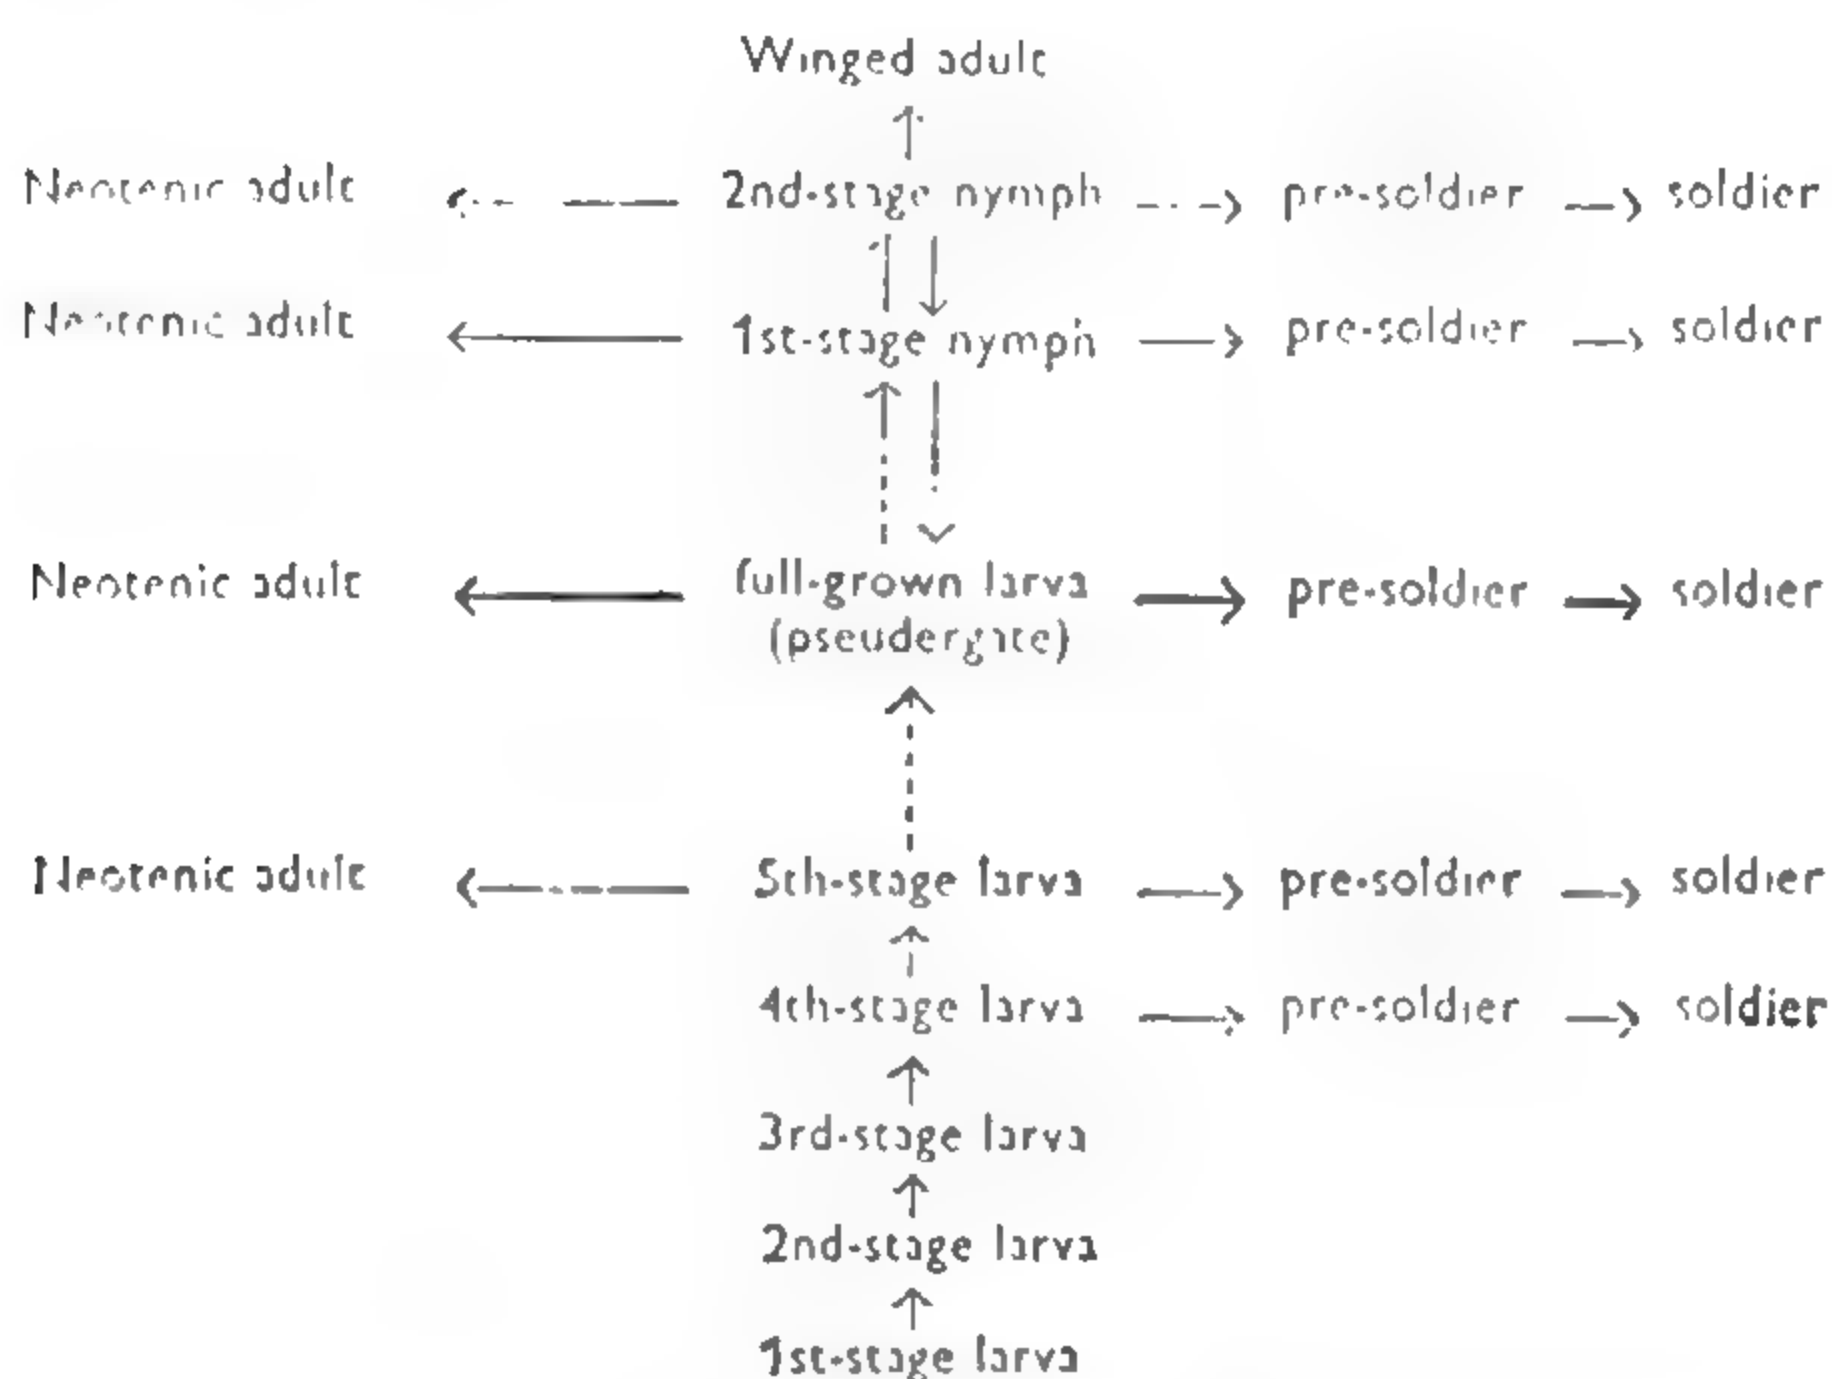 Winged adult
Neotenic adult 2nd-stage nymph pre-soldier soldier
Neotenic adult 1st-stage nymph pre-soldier soldier
Neotenic adult full-grown larva pre-soldier soldier
(pseudergate)
Neotenic adult 5th-stage larva pre-soldier soldier
4th-stage larva pre-soldier soldier
3rd-stage larva
2nd-stage larva
1st-stage larva